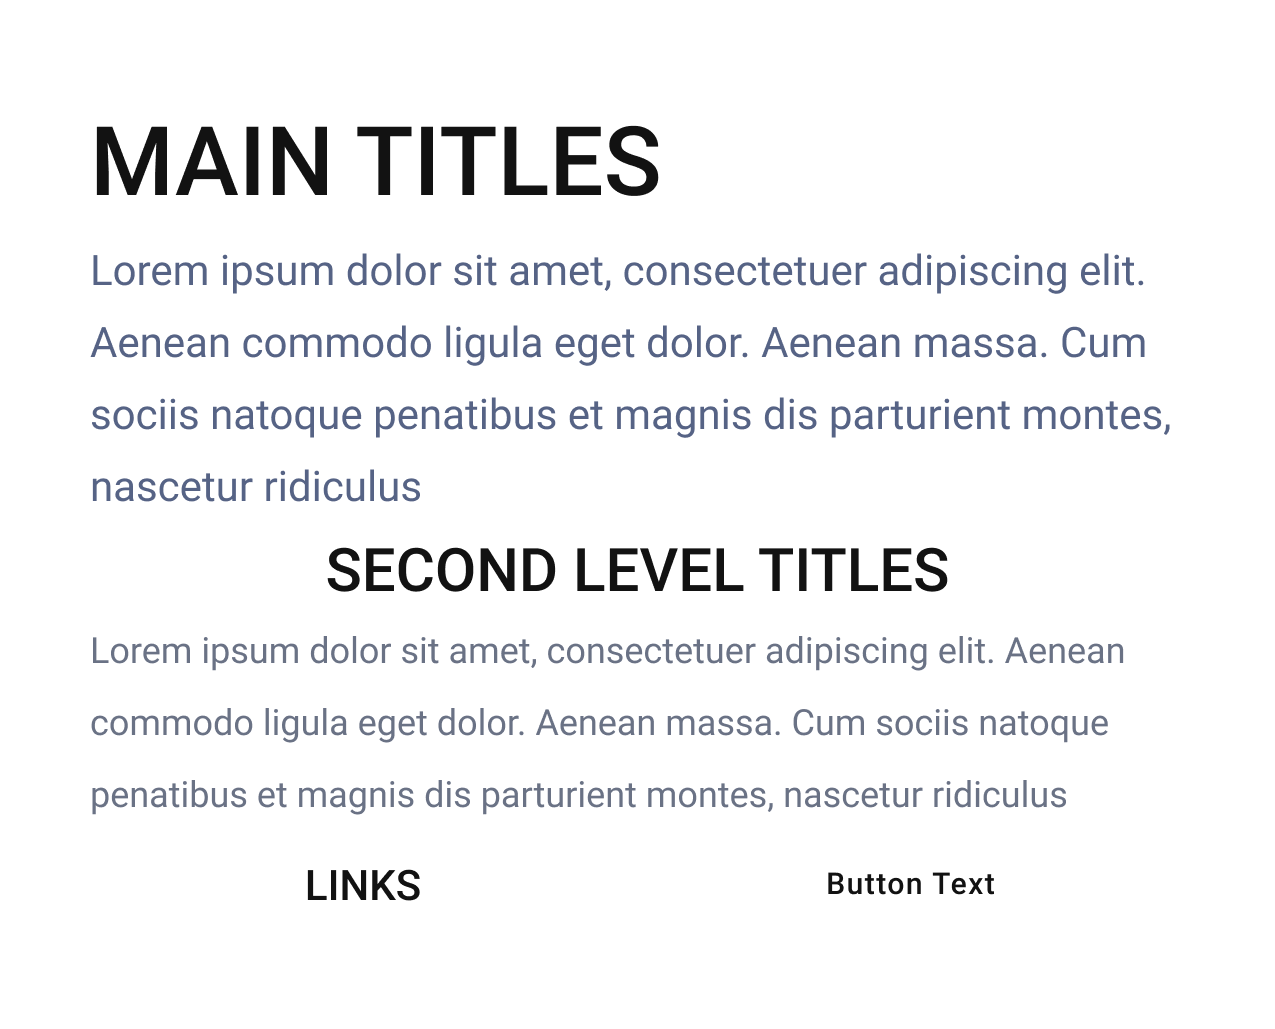 MAIN TITLES
Lorem ipsum dolor sit amet, consectetuer adipiscing elit.
Aenean commodo ligula eget dolor. Aenean massa. Cum
sociis natoque penatibus et magnis dis parturient montes,
nascetur ridiculus
SECOND LEVEL TITLES
Lorem ipsum dolor sit amet, consectetuer adipiscing elit. Aenean
commodo ligula eget dolor. Aenean massa. Cum sociis natoque
penatibus et magnis dis parturient montes, nascetur ridiculus
LINKS
Button Text